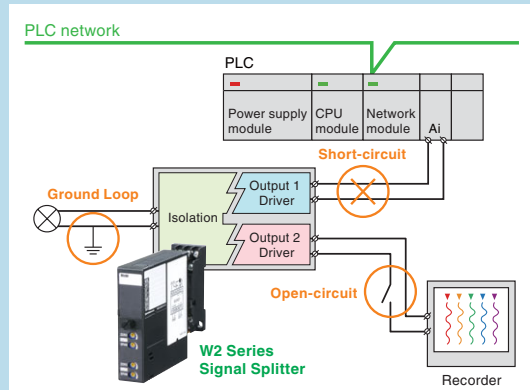 PLC network
PLC
Power supply
module
CPU
module
Network
module
Ai
Short-circuit
Ground Loop
Isolation
Output 1
Driver
Output 2
Driver
Open-circuit
W2 Series
Signal Splitter
Recorder